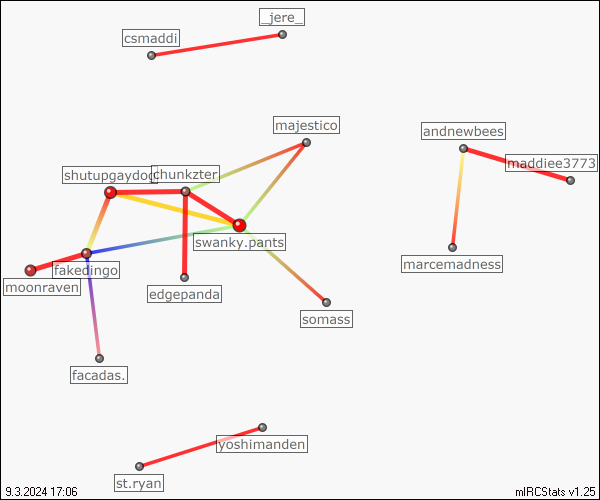 _jere_
csmaddi
majestico
andnewbees
maddiee3773
shutupgaydog
chunkzter
swanky.pants
marcemadness
fakedingo
moonraven
edgepanda
somass
facadas.
yoshimanden
st.ryan
9.3.2024 17:06
mIRCStats v1.25